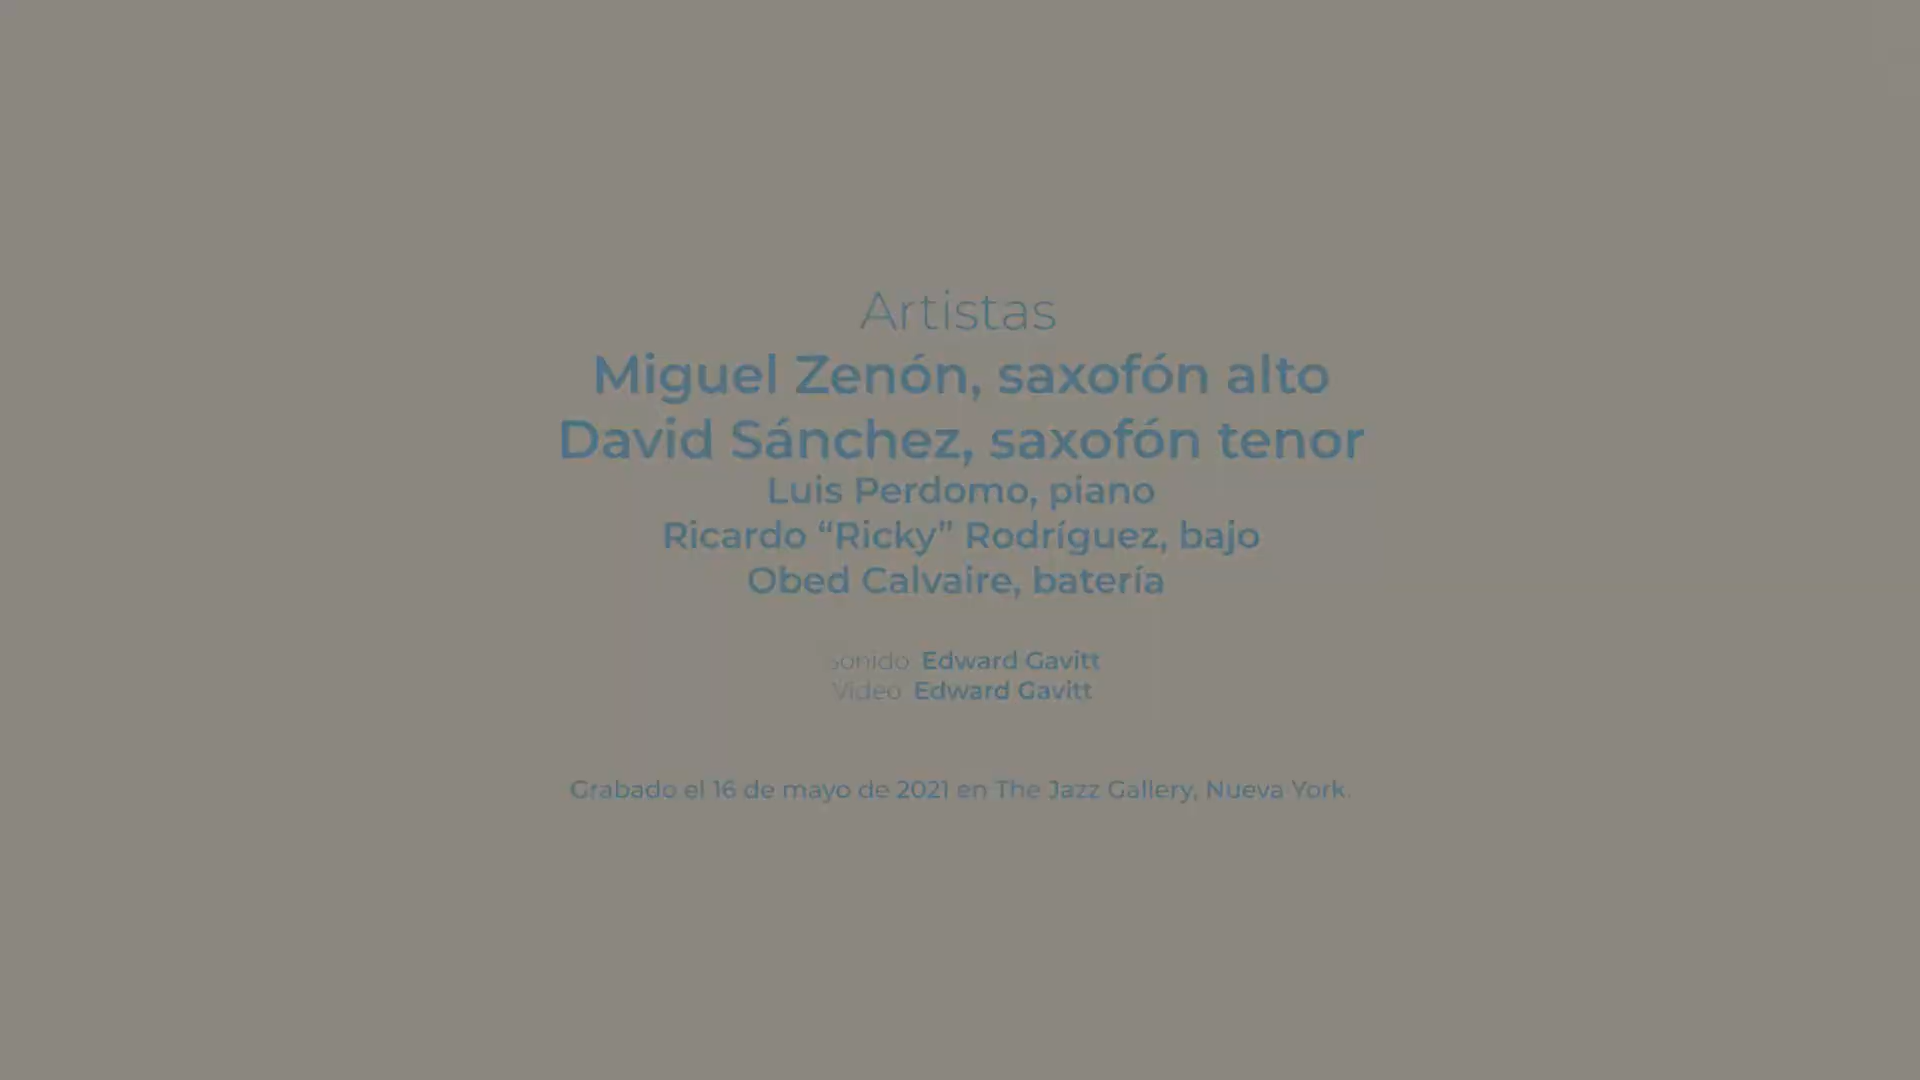 Artistas
Miguel Zenón, saxofón alto
David Sánchez, saxofón tenor
Luis Perdomo, piano
Ricardo “Ricky” Rodríguez, bajo
Obed Calvaire, batería
Sonido Edward Gavitt
Video Edward Gavitt
Grabado el 16 de mayo de 2021 en The Jazz Gallery, Nueva York.